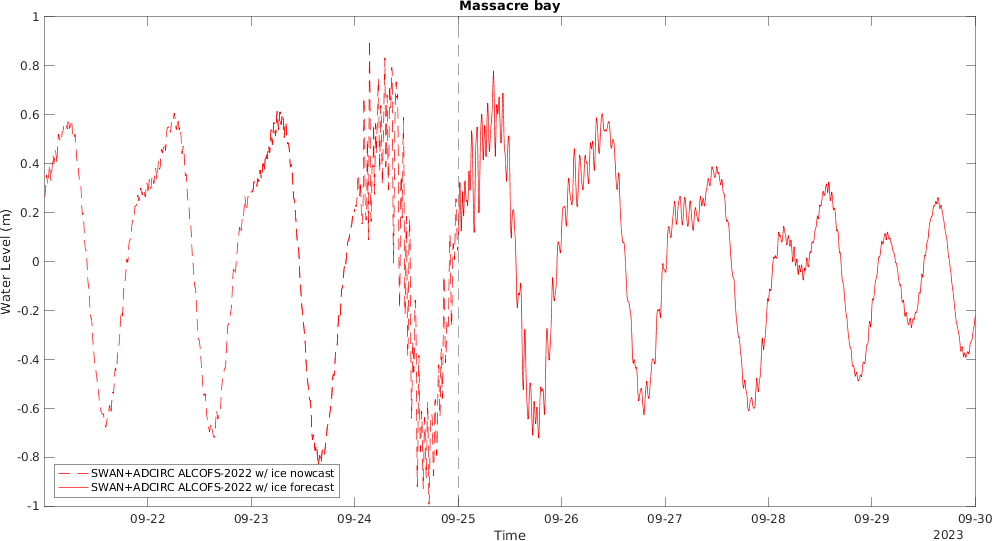 Massacre bay
1
0.8
0.6
0.4
0.2
0
-0.2
-0.4
-0.6
-0.8
-1
Water Level (m)
SWAN+ADCIRC ALCOFS-2022 w/ ice nowcast
SWAN+ADCIRC ALCOFS-2022 w/ ice forecast
09-22 09-23 09-24 09-25 09-26 09-27 09-28 09-29 09-30
Time
2023